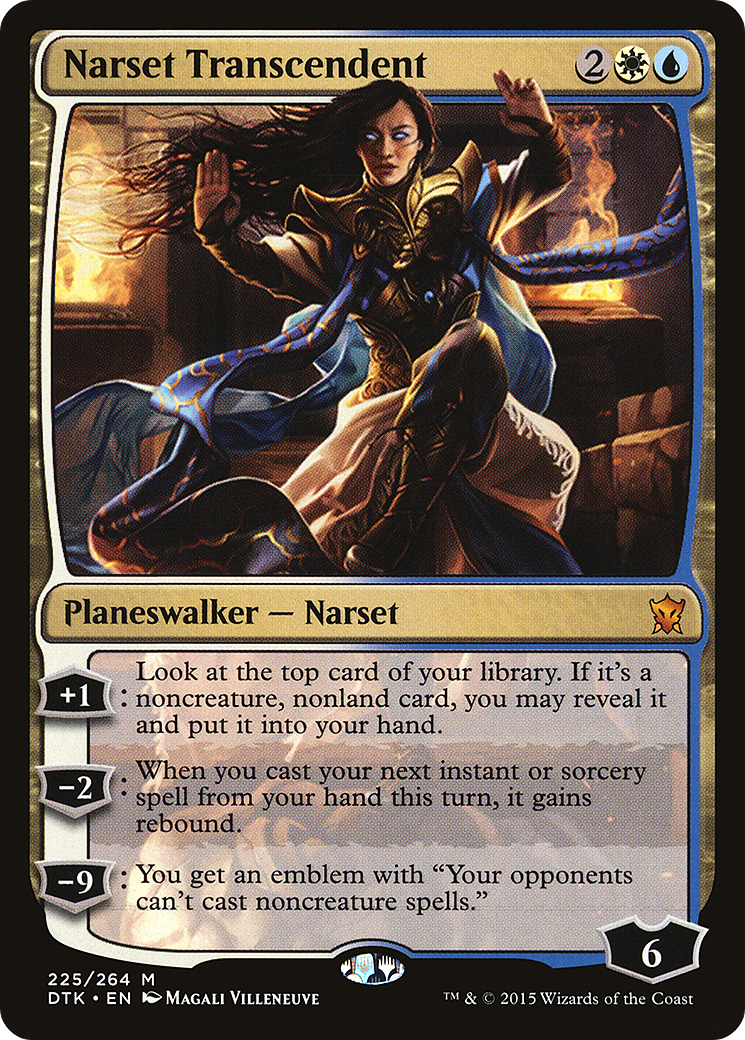 Narset Transcendent 2
Planeswalker — Narset
+1: Look at the top card of your library. If it's a
noncreature, nonland card, you may reveal it
and put it into your hand.
−2: When you cast your next instant or sorcery
spell from your hand this turn, it gains
rebound.
−9: You get an emblem with “Your opponents
can't cast noncreature spells.”
6
225/264 M
DTK • EN Magali Villeneuve
™ & © 2015 Wizards of the Coast